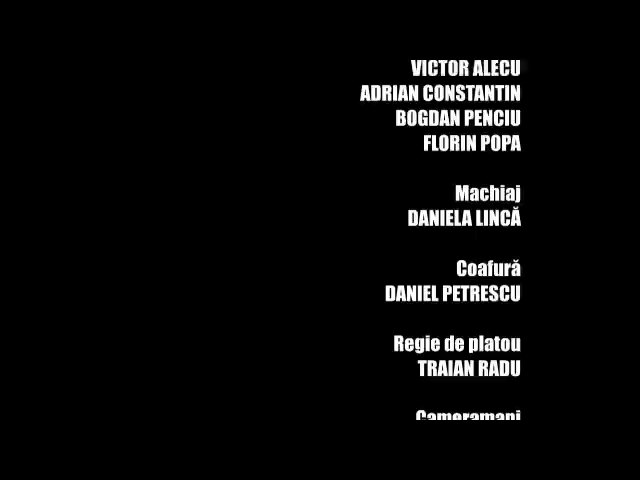 VICTOR ALECU
ADRIAN CONSTANTIN
BOGDAN PENCIU
FLORIN POPA
Machiaj
DANIELA LINCĂ
Coafură
DANIEL PETRESCU
Regie de platou
TRAIAN RADU
Cameramani